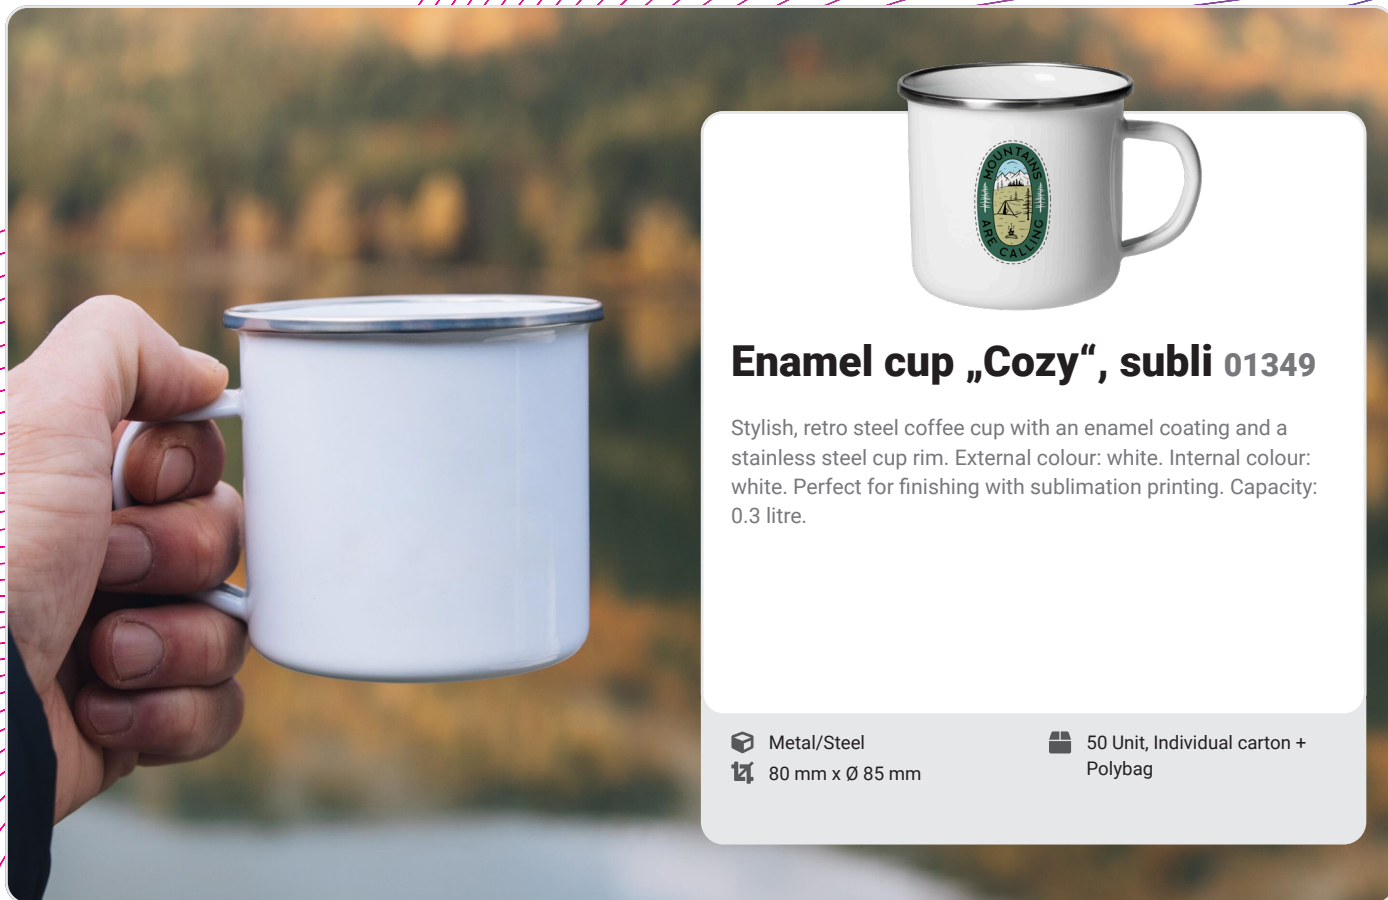 MOUNTAINS
ARE CALLING
Enamel cup „Cozy“, subli 01349
Stylish, retro steel coffee cup with an enamel coating and a
stainless steel cup rim. External colour: white. Internal colour:
white. Perfect for finishing with sublimation printing. Capacity:
0.3 litre.
Metal/Steel
80 mm x Ø 85 mm
50 Unit, Individual carton +
Polybag